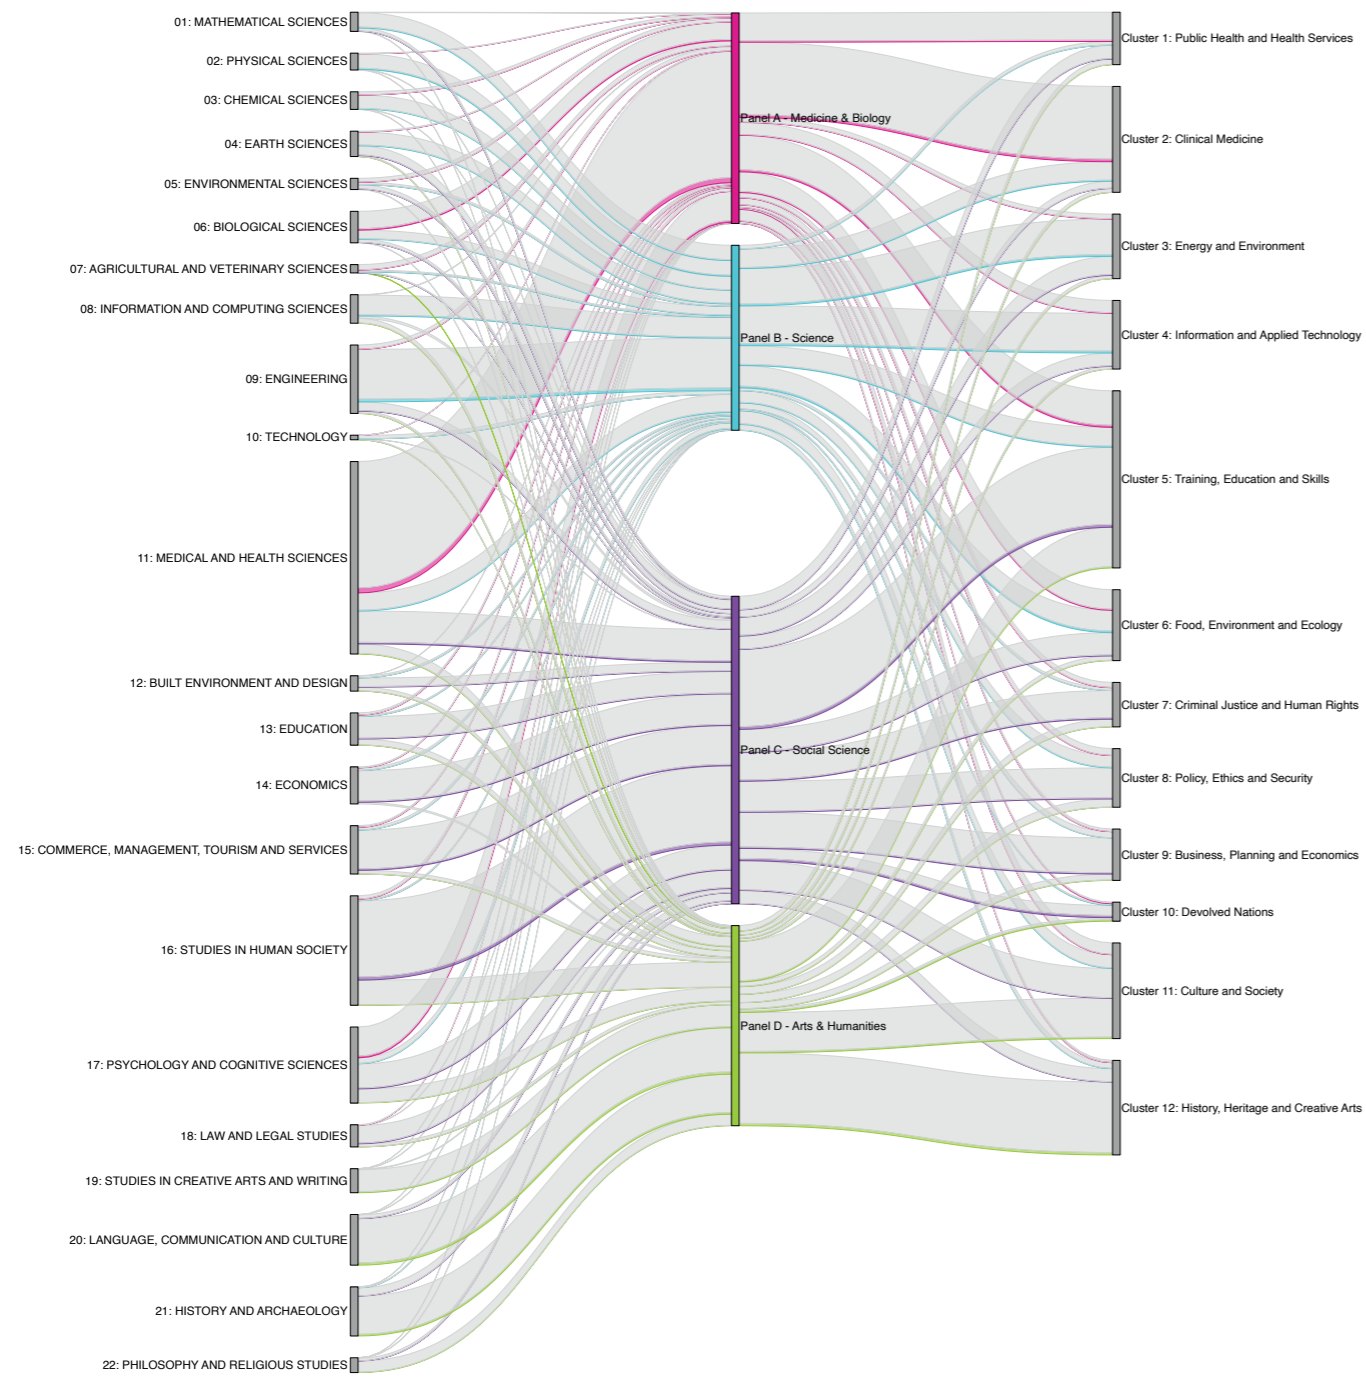 01: MATHEMATICAL SCIENCES
02: PHYSICAL SCIENCES
03: CHEMICAL SCIENCES
04: EARTH SCIENCES
05: ENVIRONMENTAL SCIENCES
06: BIOLOGICAL SCIENCES
07: AGRICULTURAL AND VETERINARY SCIENCES
08: INFORMATION AND COMPUTING SCIENCES
09: ENGINEERING
10: TECHNOLOGY
11: MEDICAL AND HEALTH SCIENCES
12: BUILT ENVIRONMENT AND DESIGN
13: EDUCATION
14: ECONOMICS
15: COMMERCE, MANAGEMENT, TOURISM AND SERVICES
16: STUDIES IN HUMAN SOCIETY
17: PSYCHOLOGY AND COGNITIVE SCIENCES
18: LAW AND LEGAL STUDIES
19: STUDIES IN CREATIVE ARTS AND WRITING
20: LANGUAGE, COMMUNICATION AND CULTURE
21: HISTORY AND ARCHAEOLOGY
22: PHILOSOPHY AND RELIGIOUS STUDIES
Panel A - Medicine & Biology
Panel B - Science
Panel C - Social Science
Panel D - Arts & Humanities
Cluster 1: Public Health and Health Services
Cluster 2: Clinical Medicine
Cluster 3: Energy and Environment
Cluster 4: Information and Applied Technology
Cluster 5: Training, Education and Skills
Cluster 6: Food, Environment and Ecology
Cluster 7: Criminal Justice and Human Rights
Cluster 8: Policy, Ethics and Security
Cluster 9: Business, Planning and Economics
Cluster 10: Devolved Nations
Cluster 11: Culture and Society
Cluster 12: History, Heritage and Creative Arts